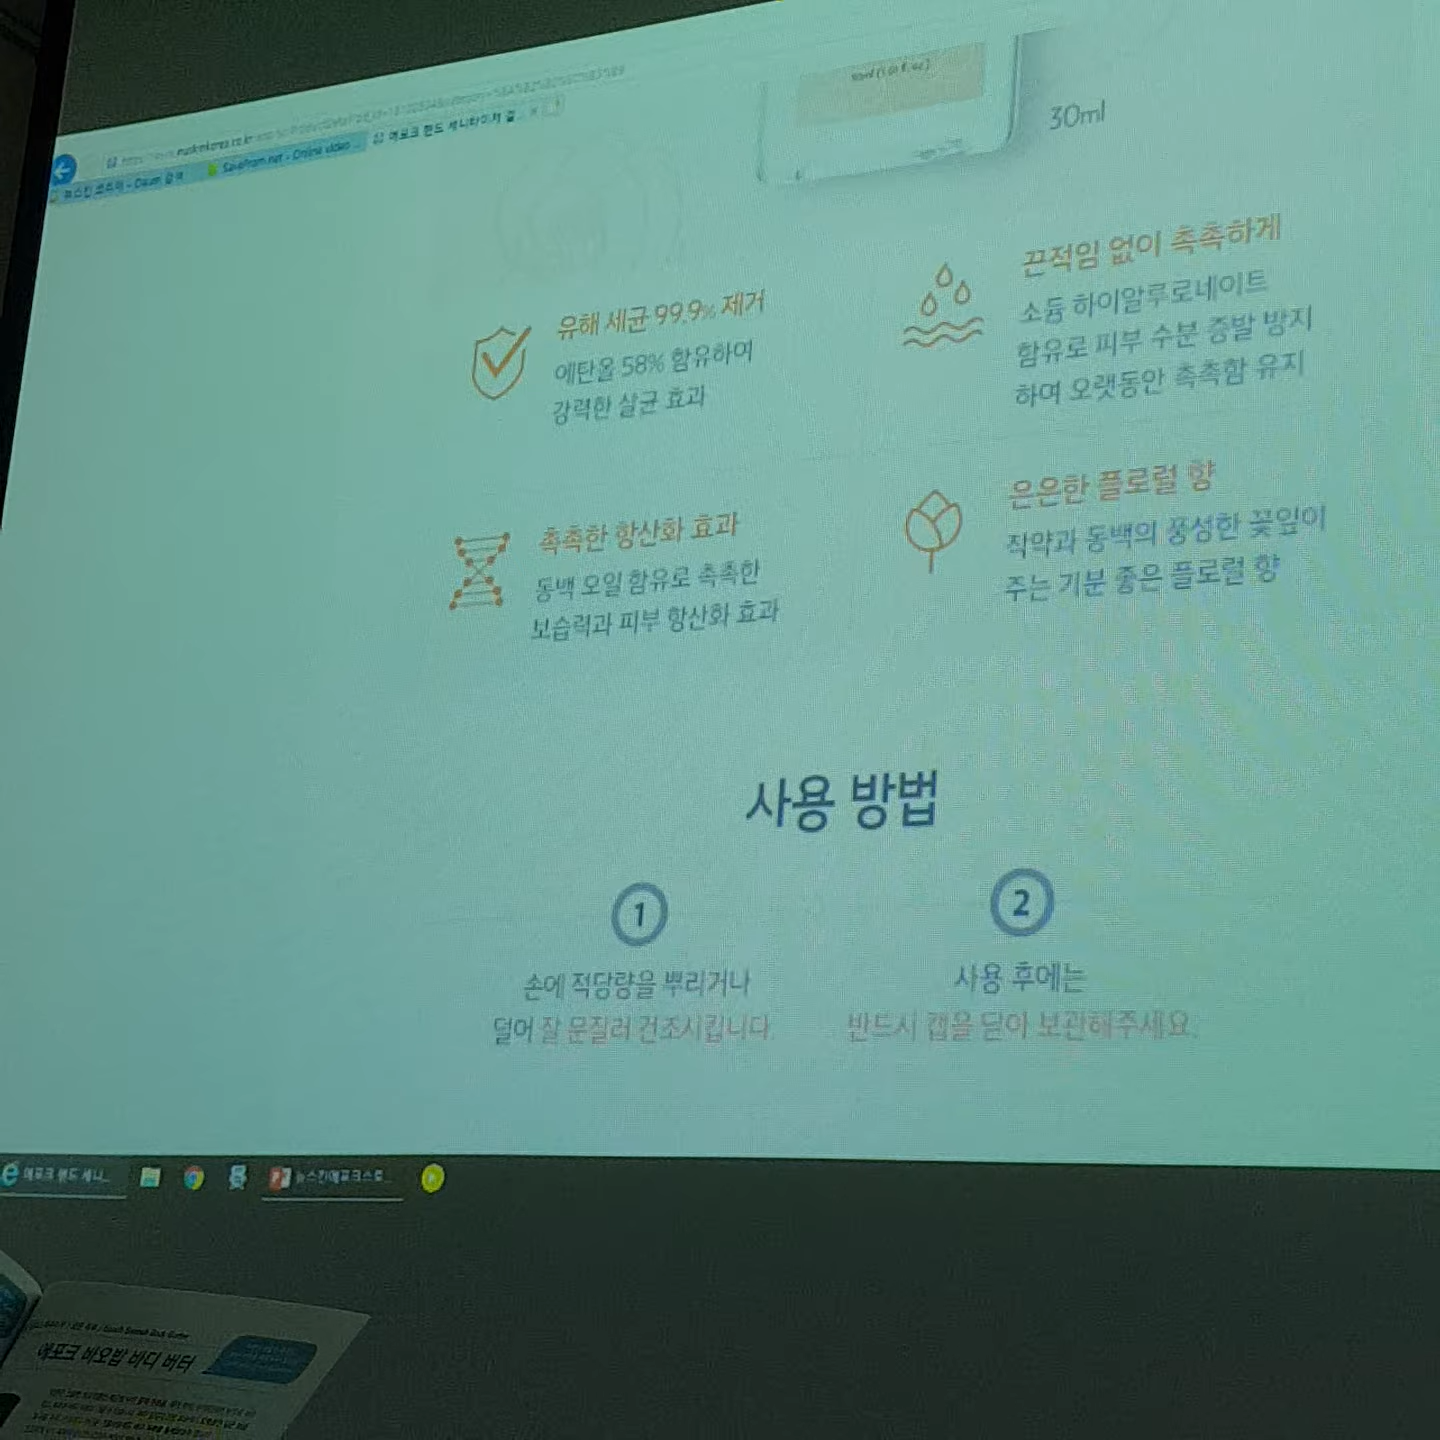 30ml
유해 세균 99.9% 제거
에탄올 58% 함유하여
강력한 살균 효과
끈적임 없이 촉촉하게
소듐 하이알루로네이트
함유로 피부 수분 증발 방지
하여 오랫동안 촉촉함 유지
촉촉한 항산화 효과
동백 오일 함유로 촉촉한
보습력과 피부 항산화 효과
은은한 플로럴 향
작약과 동백의 풍성한 꽃잎이
주는 기분 좋은 플로럴 향
사용 방법
1
손에 적당량을 뿌리거나
덜어 잘 문질러 건조시킵니다.
2
사용 후에는
반드시 캡을 닫아 보관해주세요.
에포크 바오밥 바디 버터